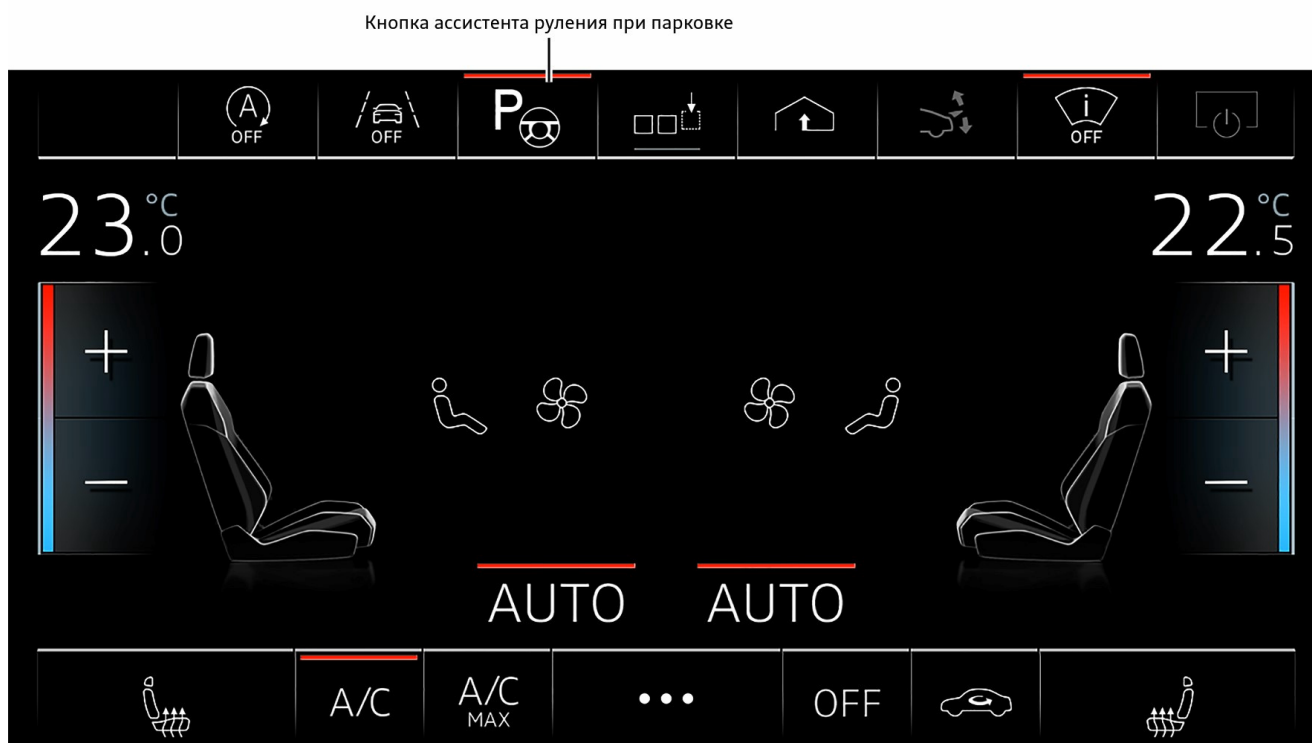 Кнопка ассистента руления при парковке
A
OFF
OFF
P
i
OFF
23.0 °C
22.5 °C
+
+
−
−
AUTO
AUTO
A/C
A/C
MAX
•••
OFF